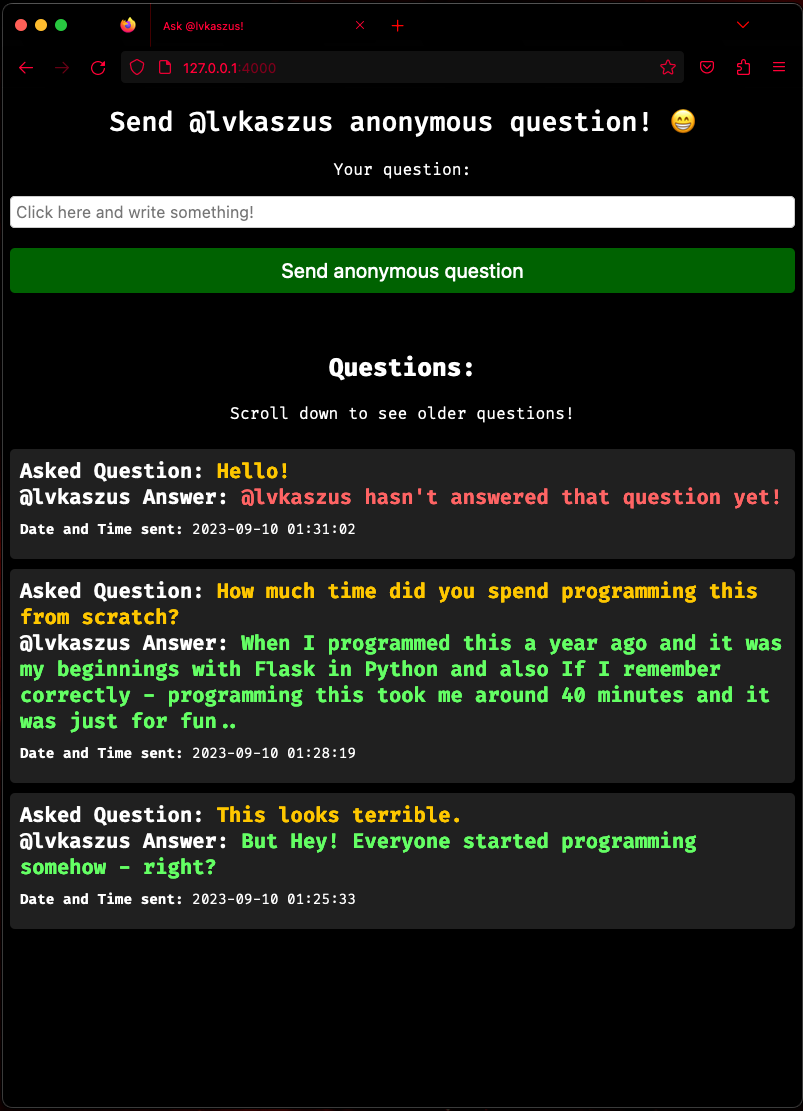 Ask @lvkaszus!
127.0.0.1:4000
Send @lvkaszus anonymous question! 😁
Your question:
Click here and write something!
Send anonymous question
Questions:
Scroll down to see older questions!
Asked Question: Hello!
@lvkaszus Answer: @lvkaszus hasn't answered that question yet!
Date and Time sent: 2023-09-10 01:31:02
Asked Question: How much time did you spend programming this
from scratch?
@lvkaszus Answer: When I programmed this a year ago and it was
my beginnings with Flask in Python and also If I remember
correctly - programming this took me around 40 minutes and it
was just for fun..
Date and Time sent: 2023-09-10 01:28:19
Asked Question: This looks terrible.
@lvkaszus Answer: But Hey! Everyone started programming
somehow - right?
Date and Time sent: 2023-09-10 01:25:33